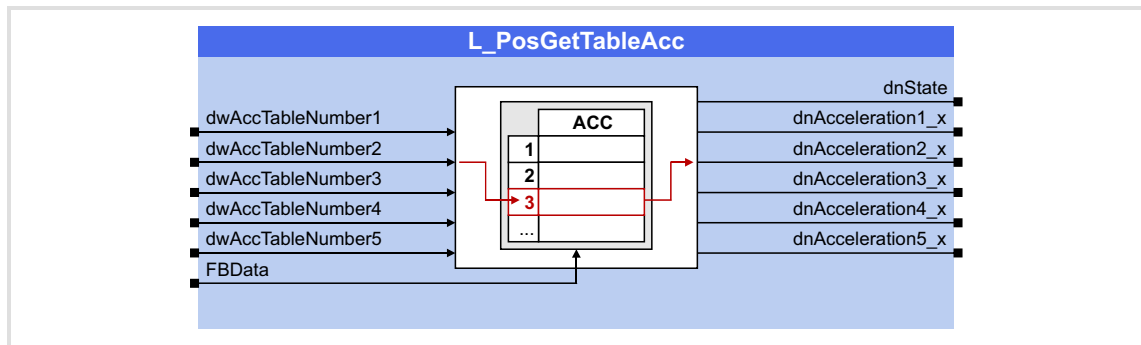 L_PosGetTableAcc
dnState
dwAccTableNumber1
dnAcceleration1_x
ACC
dwAccTableNumber2
1
dnAcceleration2_x
2
dwAccTableNumber3
dnAcceleration3_x
3
dwAccTableNumber4
dnAcceleration4_x
...
dwAccTableNumber5
dnAcceleration5_x
FBData